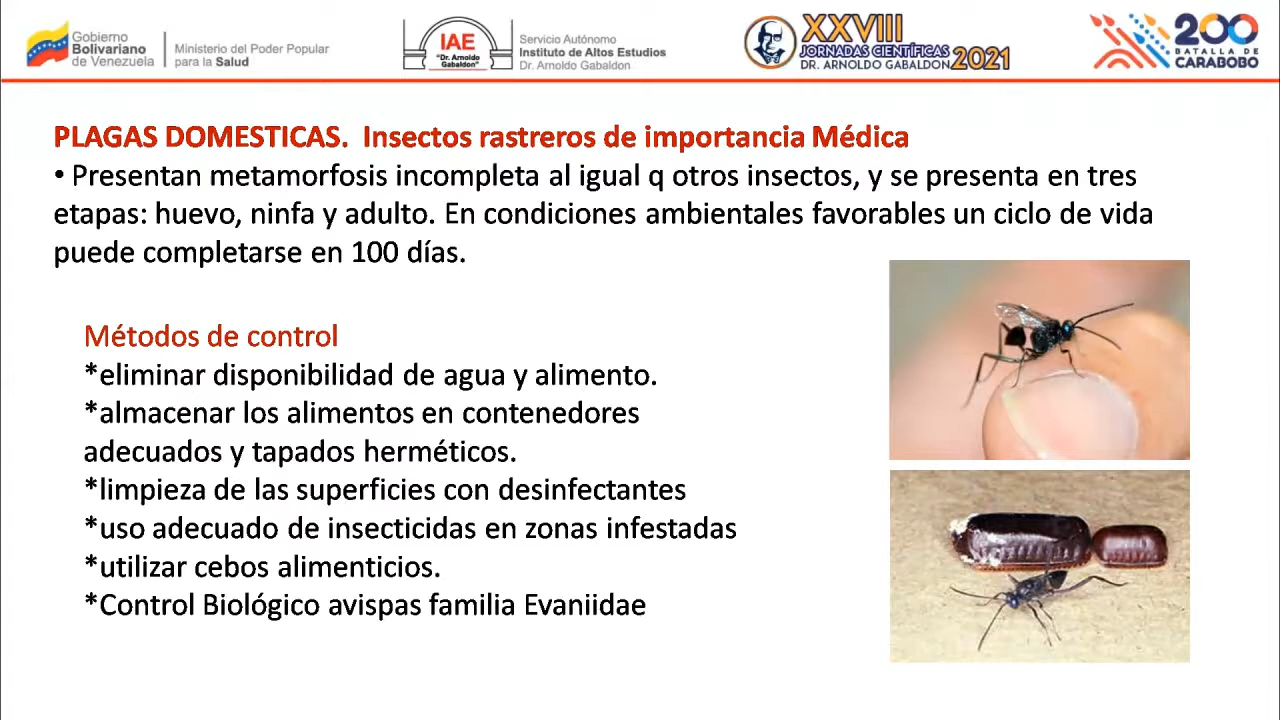 Gobierno
Bolivariano
de Venezuela
Ministerio del Poder Popular
para la Salud
IAE
"Dr. Arnoldo
Gabaldon"
Servicio Autónomo
Instituto de Altos Estudios
Dr. Arnoldo Gabaldon
XXVIII
JORNADAS CIENTÍFICAS
DR. ARNOLDO GABALDON 2021
200
BATALLA DE
CARABOBO
PLAGAS DOMESTICAS. Insectos rastreros de importancia Médica
• Presentan metamorfosis incompleta al igual q otros insectos, y se presenta en tres
etapas: huevo, ninfa y adulto. En condiciones ambientales favorables un ciclo de vida
puede completarse en 100 días.
Métodos de control
*eliminar disponibilidad de agua y alimento.
*almacenar los alimentos en contenedores
adecuados y tapados herméticos.
*limpieza de las superficies con desinfectantes
*uso adecuado de insecticidas en zonas infestadas
*utilizar cebos alimenticios.
*Control Biológico avispas familia Evaniidae